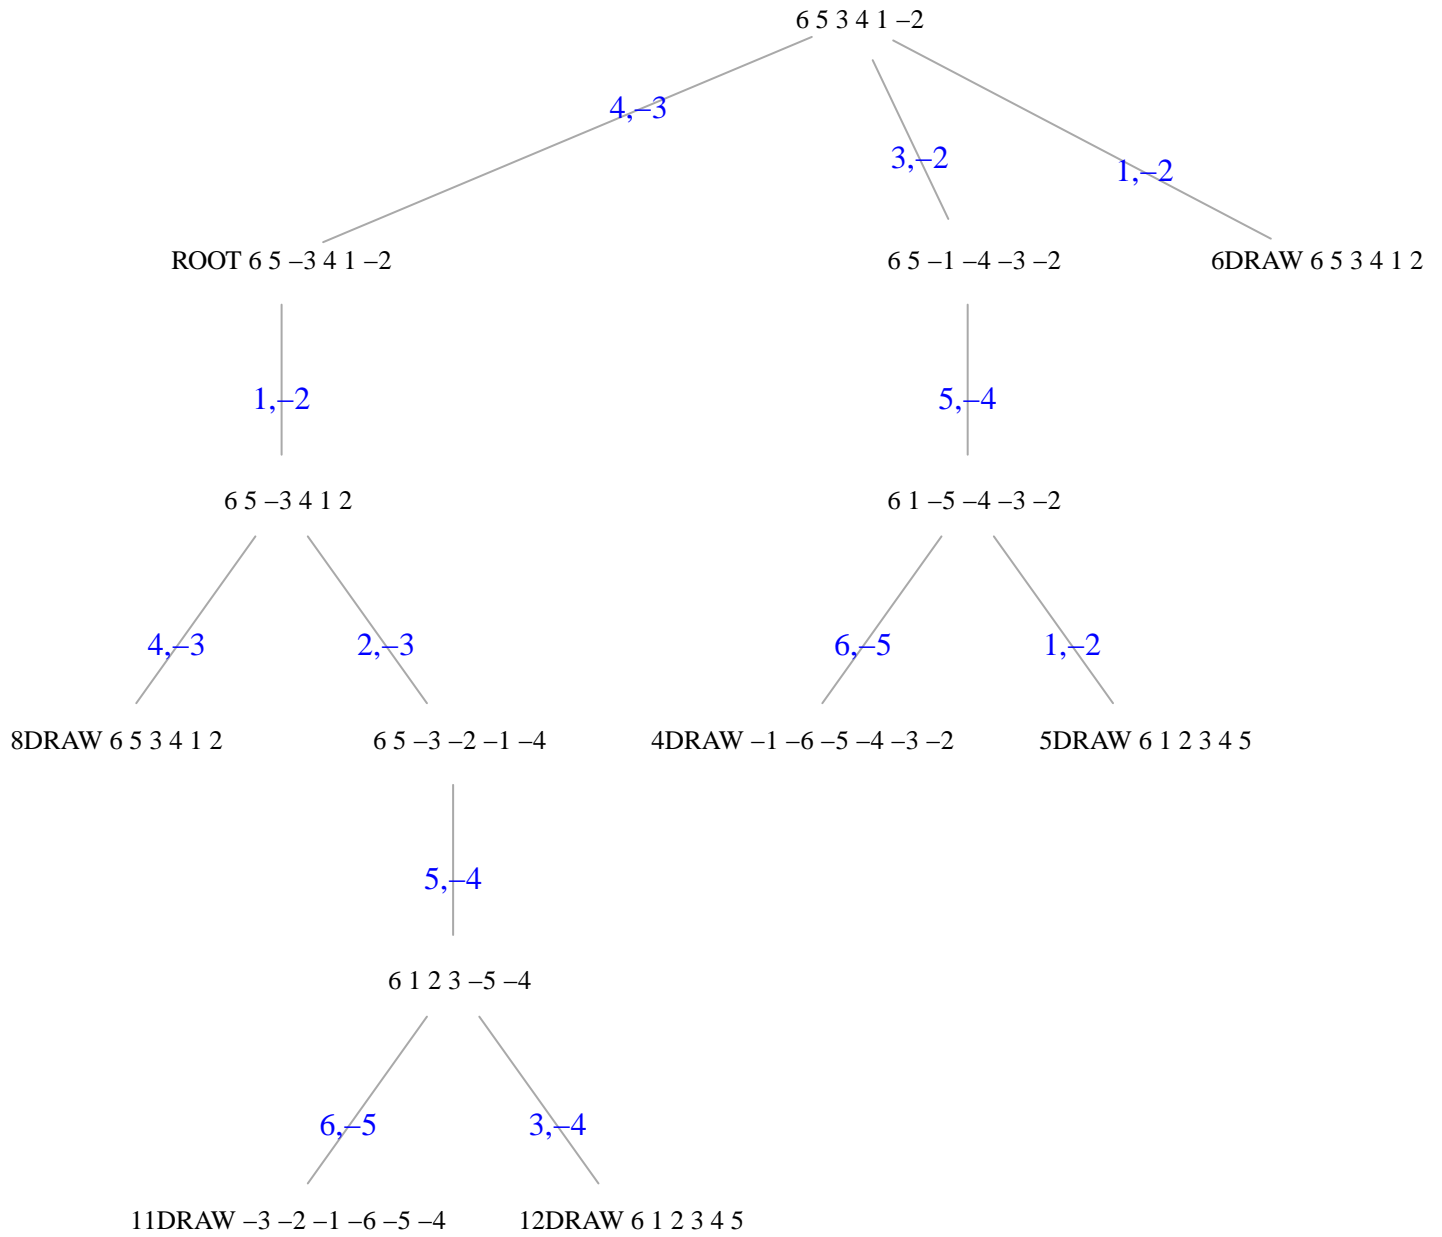 6 5 3 4 1 –2
4,–3
3,–2
1,–2
ROOT 6 5 –3 4 1 –2
6 5 –1 –4 –3 –2
6DRAW 6 5 3 4 1 2
1,–2
5,–4
6 5 –3 4 1 2
6 1 –5 –4 –3 –2
4,–3
2,–3
6,–5
1,–2
8DRAW 6 5 3 4 1 2
6 5 –3 –2 –1 –4
4DRAW –1 –6 –5 –4 –3 –2
5DRAW 6 1 2 3 4 5
5,–4
6 1 2 3 –5 –4
6,–5
3,–4
11DRAW –3 –2 –1 –6 –5 –4
12DRAW 6 1 2 3 4 5